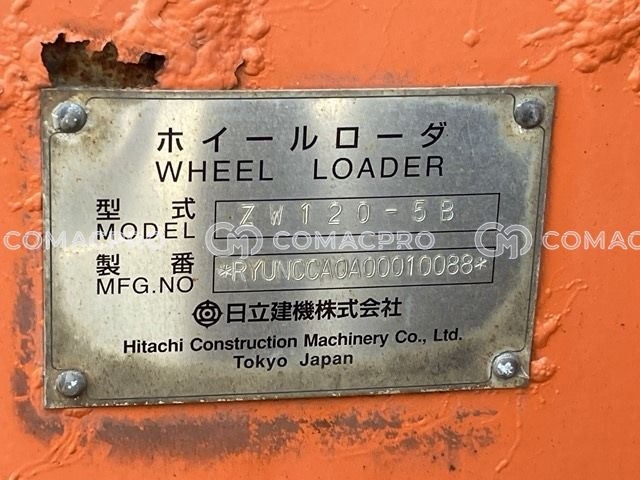 ホイールローダ
WHEEL LOADER
型式 ZW120-5B
MODEL
製番 *RYUNCCA0A00010088*
MFG.NO
日立建機株式会社
Hitachi Construction Machinery Co., Ltd.
Tokyo Japan
COMACPRO COMACPRO COMACPRO